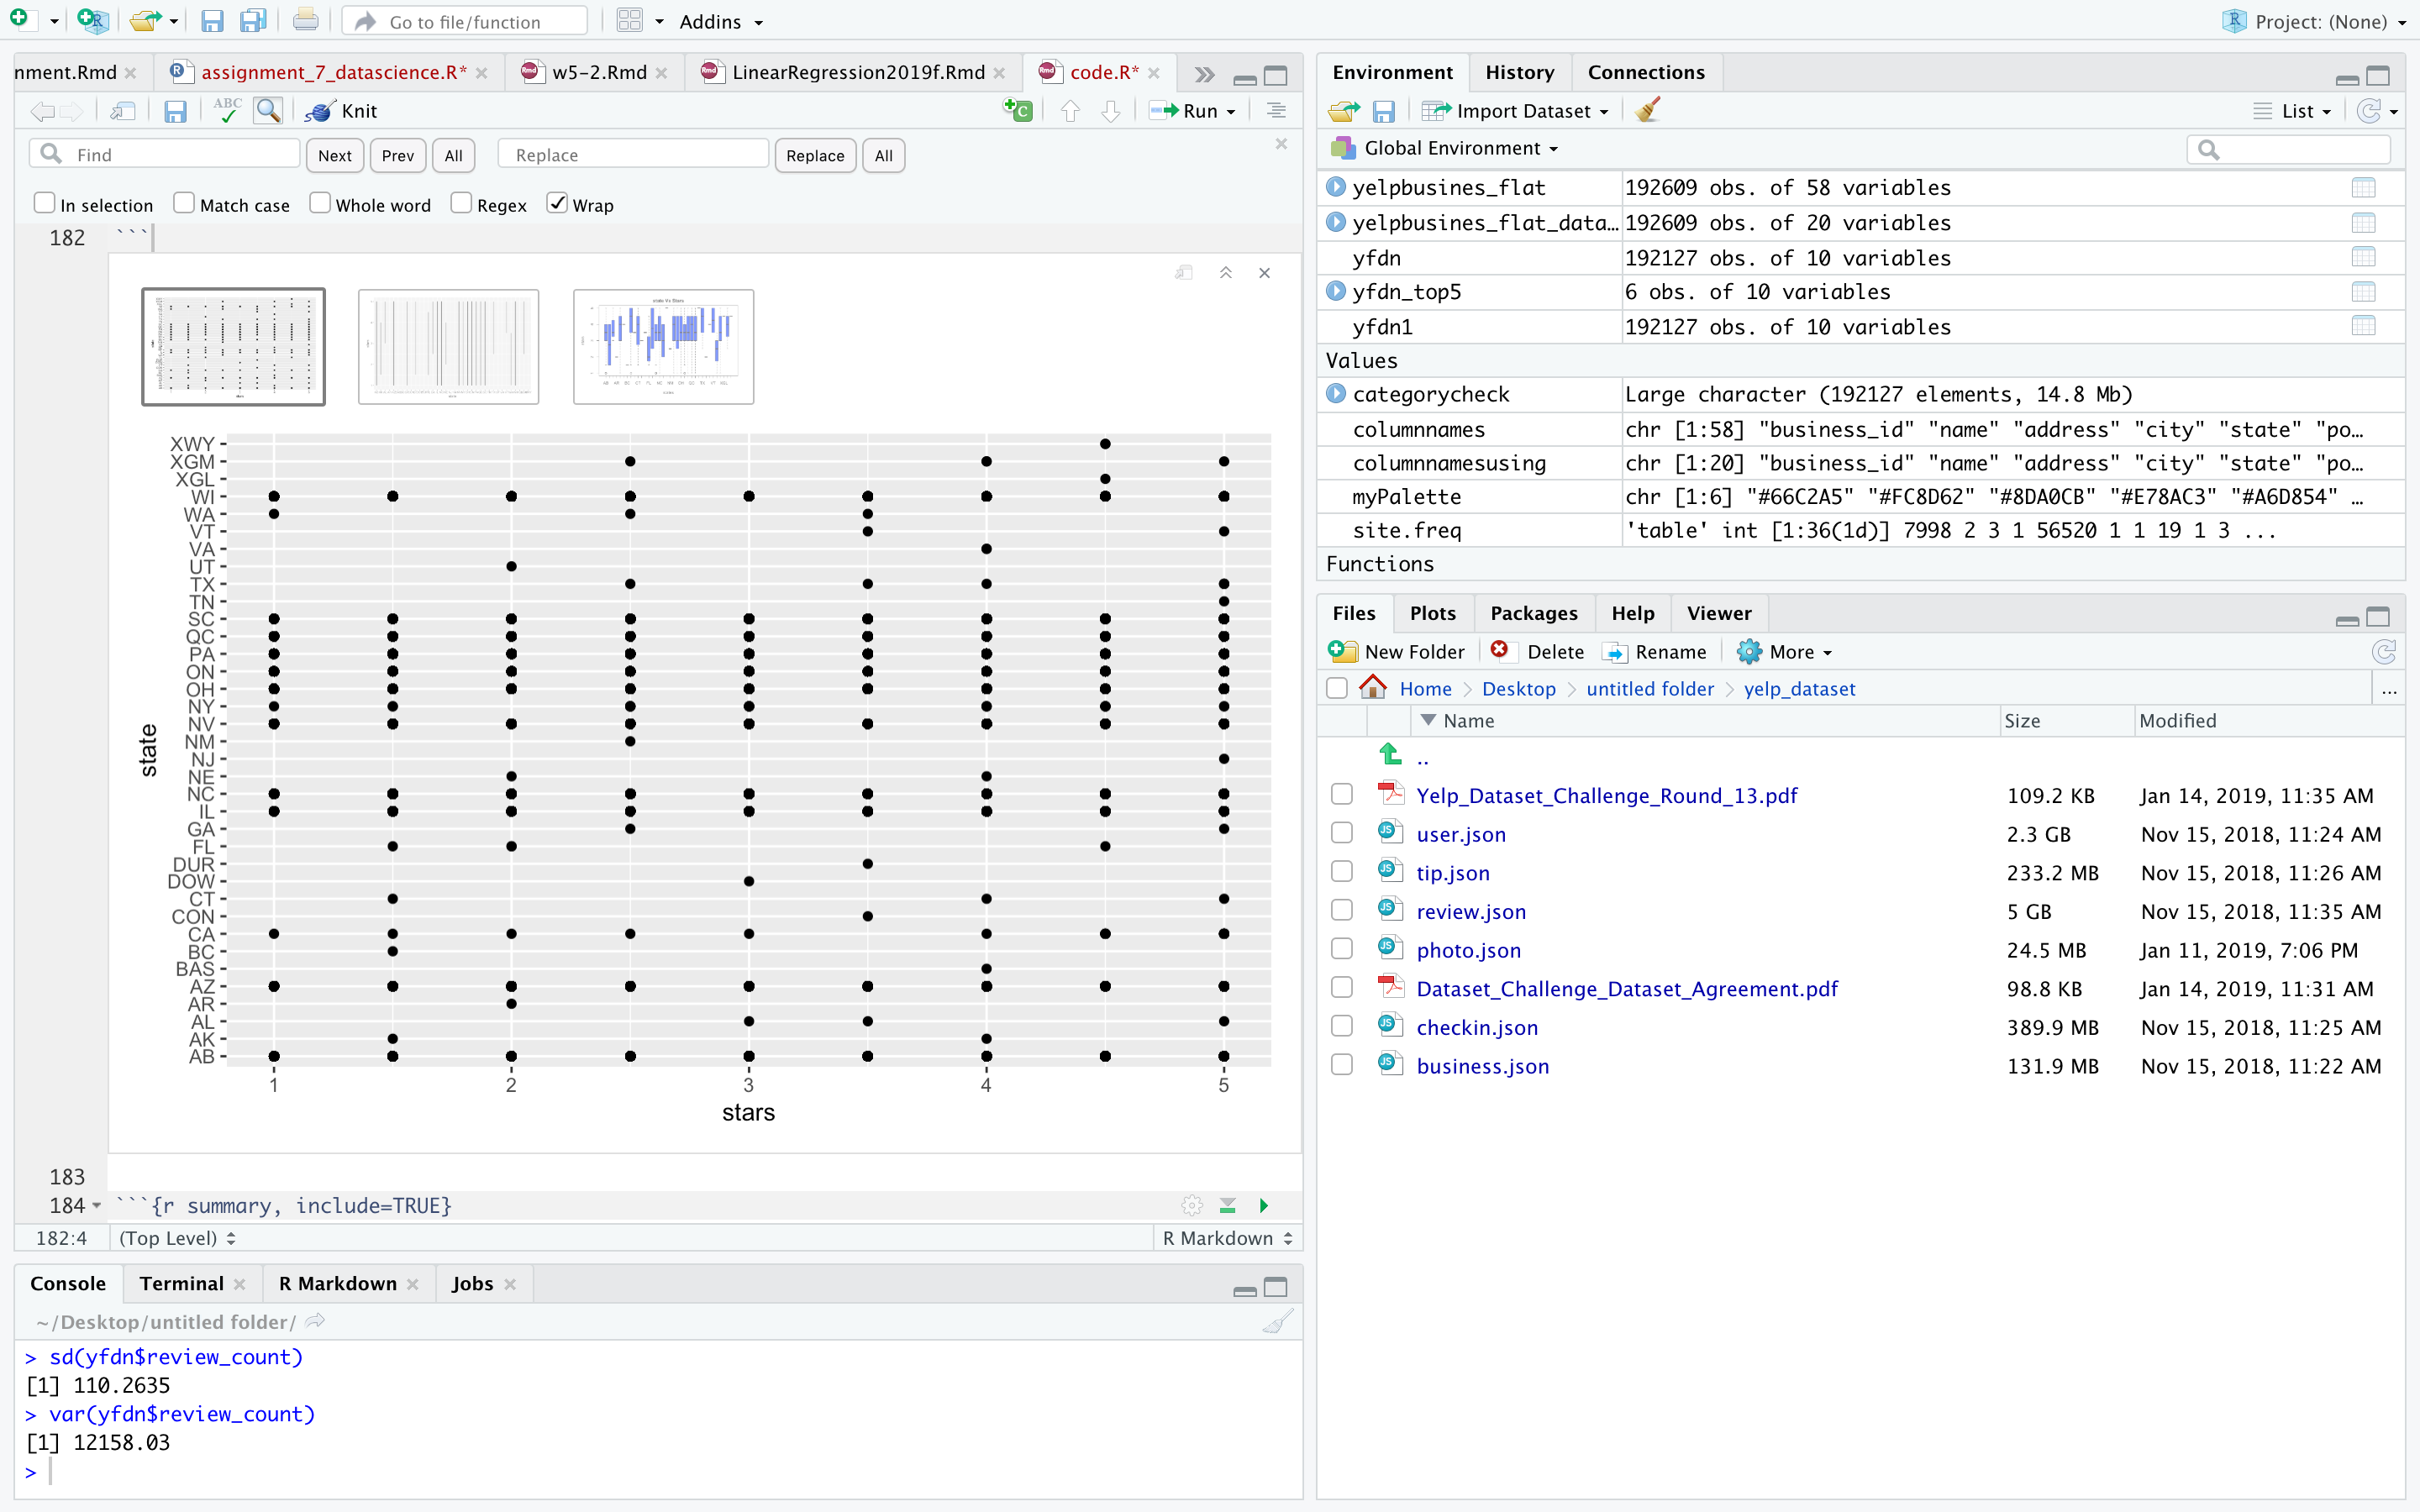 Go to file/function
Addins
Project: (None)
nment.Rmd
assignment_7_datascience.R*
w5-2.Rmd
LinearRegression2019f.Rmd
code.R*
ABC
Knit
Run
Find
Next
Prev
All
Replace
Replace
All
In selection
Match case
Whole word
Regex
Wrap
182
```
XWY
XGM
XGL
WI
WA
VT
VA
UT
TX
TN
SC
QC
PA
ON
OH
NY
NV
NM
NJ
NE
NC
IL
GA
FL
DUR
DOW
CT
CON
CA
BC
BAS
AZ
AR
AL
AK
AB
state
1 2 3 4 5
stars
183
184 ```{r summary, include=TRUE}
182:4 (Top Level) R Markdown
Console Terminal R Markdown Jobs
~/Desktop/untitled folder/
> sd(yfdn$review_count)
[1] 110.2635
> var(yfdn$review_count)
[1] 12158.03
>
Environment History Connections
Import Dataset
List
Global Environment
yelpbusines_flat 192609 obs. of 58 variables
yelpbusines_flat_data… 192609 obs. of 20 variables
yfdn 192127 obs. of 10 variables
yfdn_top5 6 obs. of 10 variables
yfdn1 192127 obs. of 10 variables
Values
categorycheck Large character (192127 elements, 14.8 Mb)
columnnames chr [1:58] "business_id" "name" "address" "city" "state" "po…
columnnamesusing chr [1:20] "business_id" "name" "address" "city" "state" "po…
myPalette chr [1:6] "#66C2A5" "#FC8D62" "#8DA0CB" "#E78AC3" "#A6D854" …
site.freq 'table' int [1:36(1d)] 7998 2 3 1 56520 1 1 19 1 3 ...
Functions
Files Plots Packages Help Viewer
New Folder Delete Rename More
Home Desktop untitled folder yelp_dataset ...
Name Size Modified
..
Yelp_Dataset_Challenge_Round_13.pdf 109.2 KB Jan 14, 2019, 11:35 AM
user.json 2.3 GB Nov 15, 2018, 11:24 AM
tip.json 233.2 MB Nov 15, 2018, 11:26 AM
review.json 5 GB Nov 15, 2018, 11:35 AM
photo.json 24.5 MB Jan 11, 2019, 7:06 PM
Dataset_Challenge_Dataset_Agreement.pdf 98.8 KB Jan 14, 2019, 11:31 AM
checkin.json 389.9 MB Nov 15, 2018, 11:25 AM
business.json 131.9 MB Nov 15, 2018, 11:22 AM